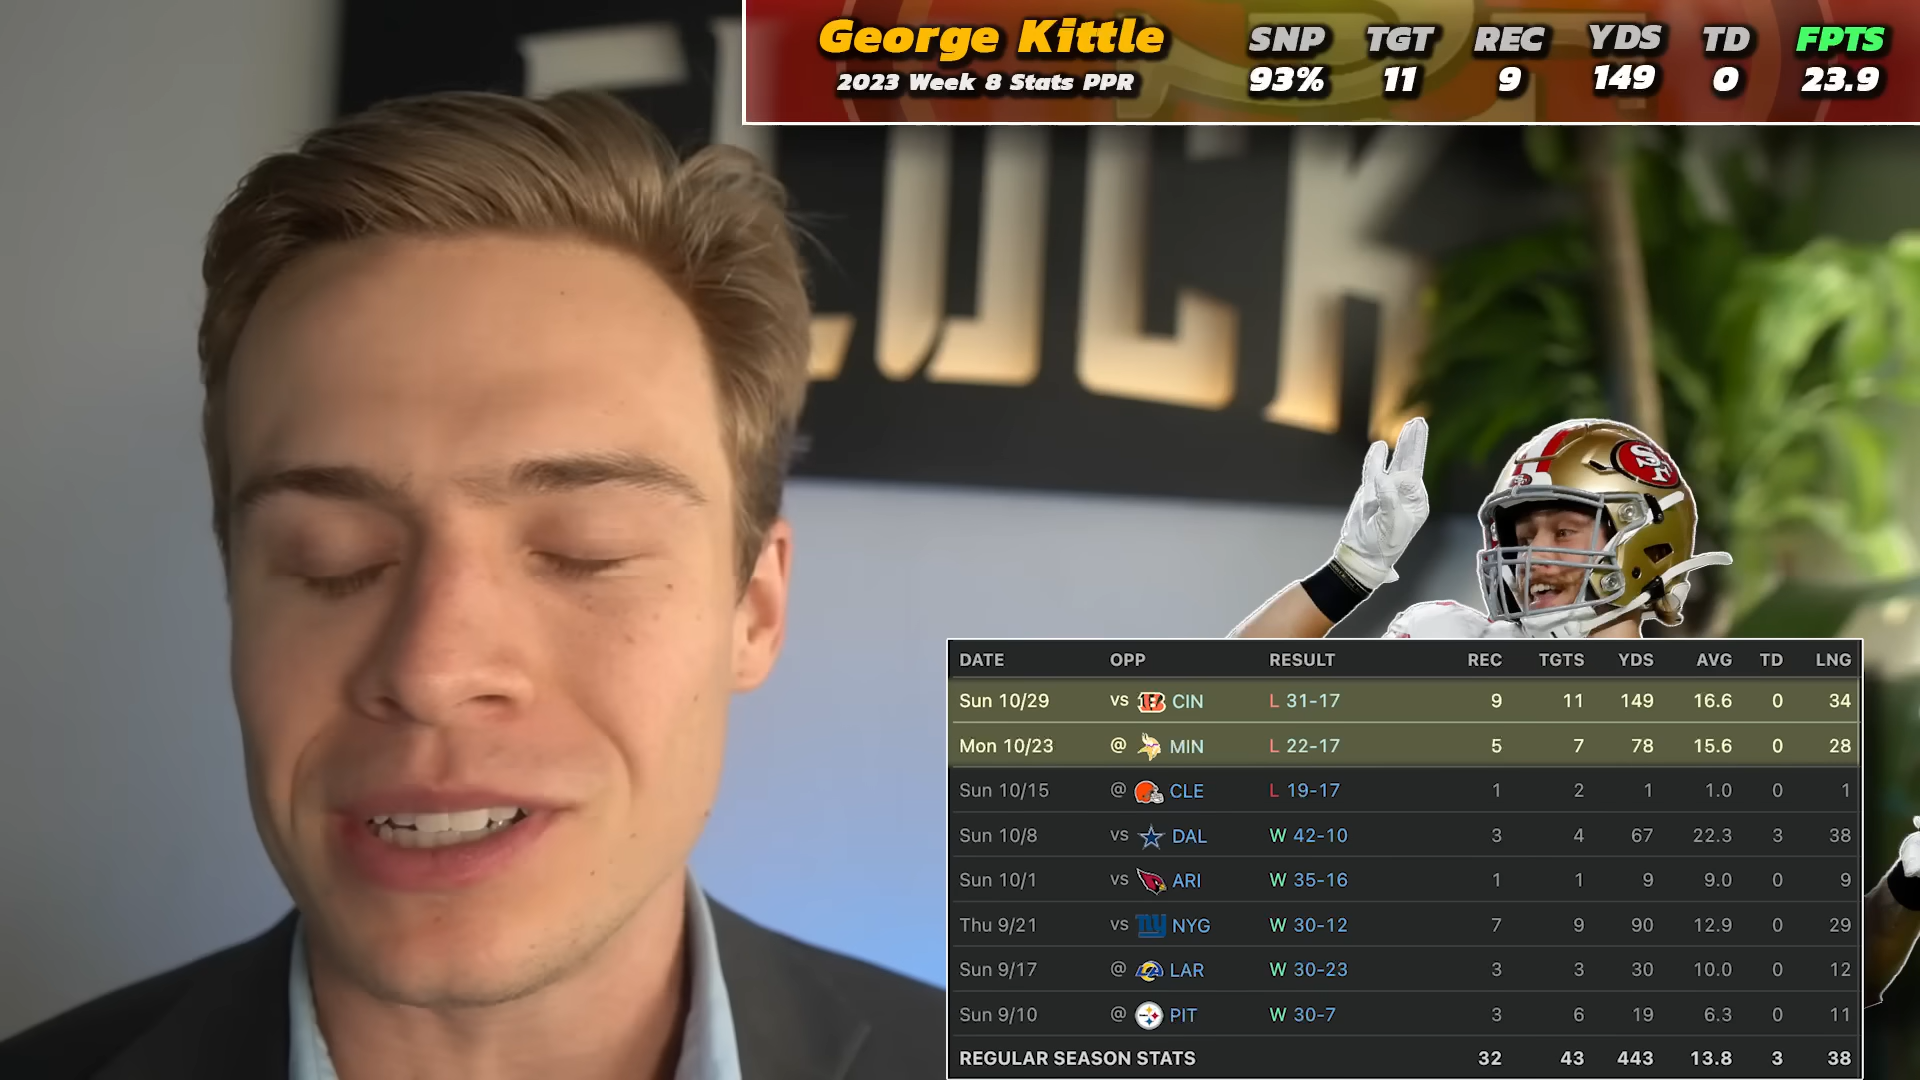 George Kittle
2023 Week 8 Stats PPR
SNP TGT REC YDS TD FPTS
93% 11 9 149 0 23.9
LOCK
SF
DATE OPP RESULT REC TGTS YDS AVG TD LNG
Sun 10/29 vs CIN L 31-17 9 11 149 16.6 0 34
Mon 10/23 @ MIN L 22-17 5 7 78 15.6 0 28
Sun 10/15 @ CLE L 19-17 1 2 1 1.0 0 1
Sun 10/8 vs DAL W 42-10 3 4 67 22.3 3 38
Sun 10/1 vs ARI W 35-16 1 1 9 9.0 0 9
Thu 9/21 vs ny NYG W 30-12 7 9 90 12.9 0 29
Sun 9/17 @ LAR W 30-23 3 3 30 10.0 0 12
Sun 9/10 @ PIT W 30-7 3 6 19 6.3 0 11
REGULAR SEASON STATS 32 43 443 13.8 3 38